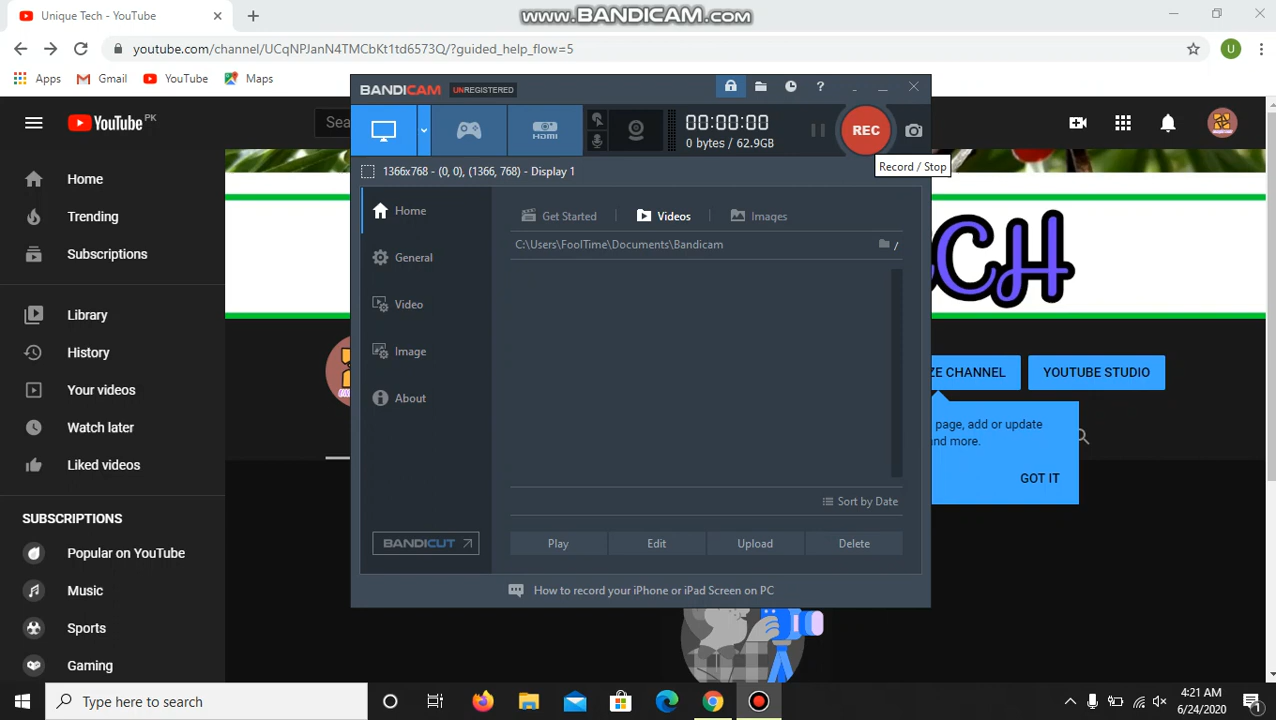 Unique Tech - YouTube
www.BANDICAM.com
youtube.com/channel/UCqNPJanN4TMCbKt1td6573Q/?guided_help_flow=5
U
Apps
Gmail
YouTube
Maps
BANDICAM
UNREGISTERED
?
YouTube PK
Sea
HDMI
00:00:00
0 bytes / 62.9GB
REC
Record / Stop
1366x768 - (0, 0), (1366, 768) - Display 1
Home
Trending
Subscriptions
Library
History
Your videos
Watch later
Liked videos
SUBSCRIPTIONS
Popular on YouTube
Music
Sports
Gaming
Home
General
Video
Image
About
BANDICUT
Get Started
Videos
Images
C:\Users\FoolTime\Documents\Bandicam
/
Sort by Date
Play
Edit
Upload
Delete
How to record your iPhone or iPad Screen on PC
CH
ZE CHANNEL
YOUTUBE STUDIO
page, add or update
and more.
GOT IT
Type here to search
4:21 AM
6/24/2020
1